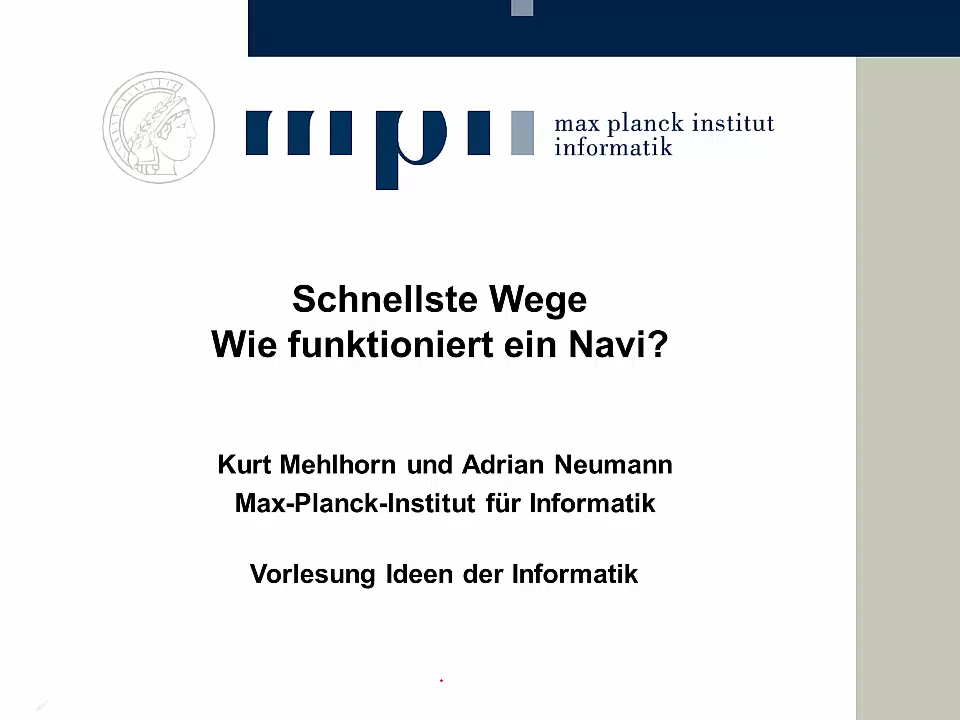 mpii
max planck institut
informatik
Schnellste Wege
Wie funktioniert ein Navi?
Kurt Mehlhorn und Adrian Neumann
Max-Planck-Institut für Informatik
Vorlesung Ideen der Informatik